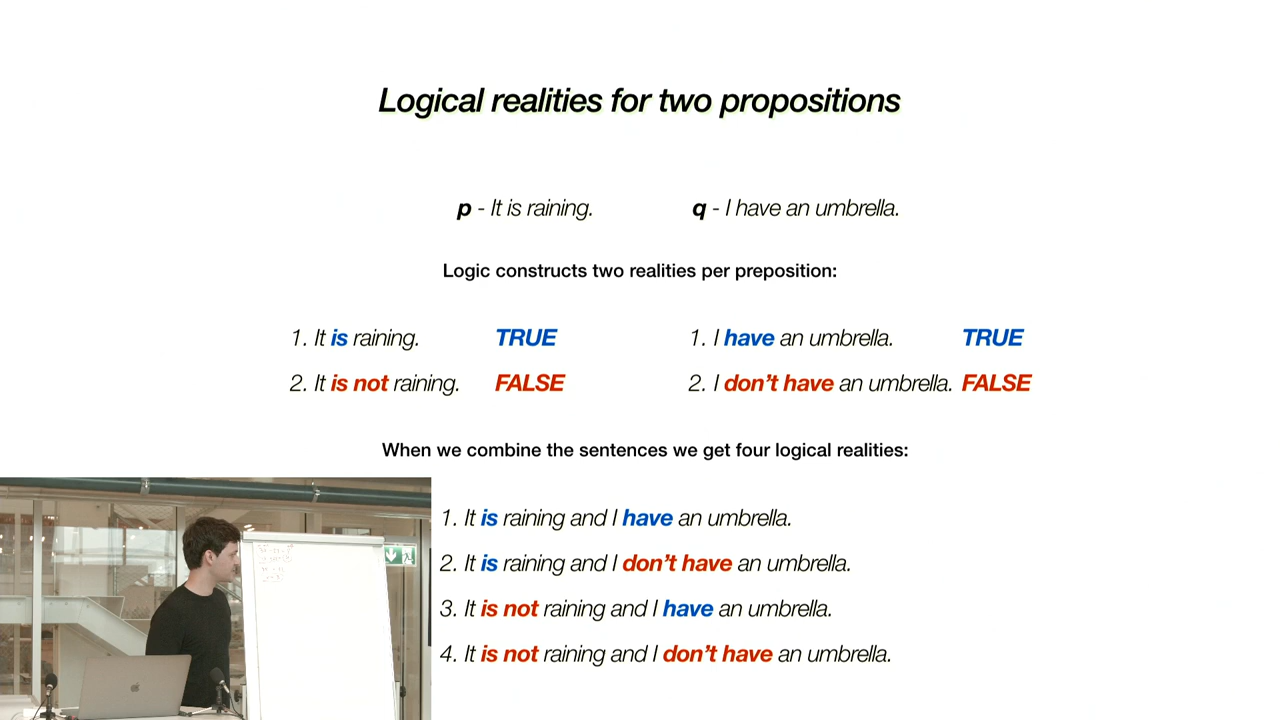 Logical realities for two propositions
p - It is raining. q - I have an umbrella.
Logic constructs two realities per preposition:
1. It is raining. TRUE 1. I have an umbrella. TRUE
2. It is not raining. FALSE 2. I don't have an umbrella. FALSE
When we combine the sentences we get four logical realities:
1. It is raining and I have an umbrella.
2. It is raining and I don't have an umbrella.
3. It is not raining and I have an umbrella.
4. It is not raining and I don't have an umbrella.